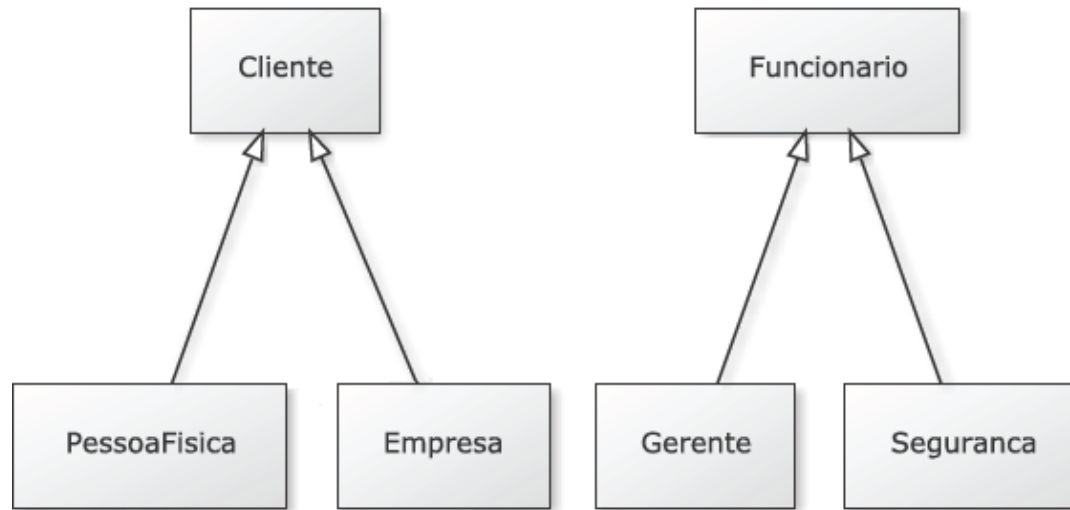 Cliente
Funcionario
PessoaFisica
Empresa
Gerente
Seguranca